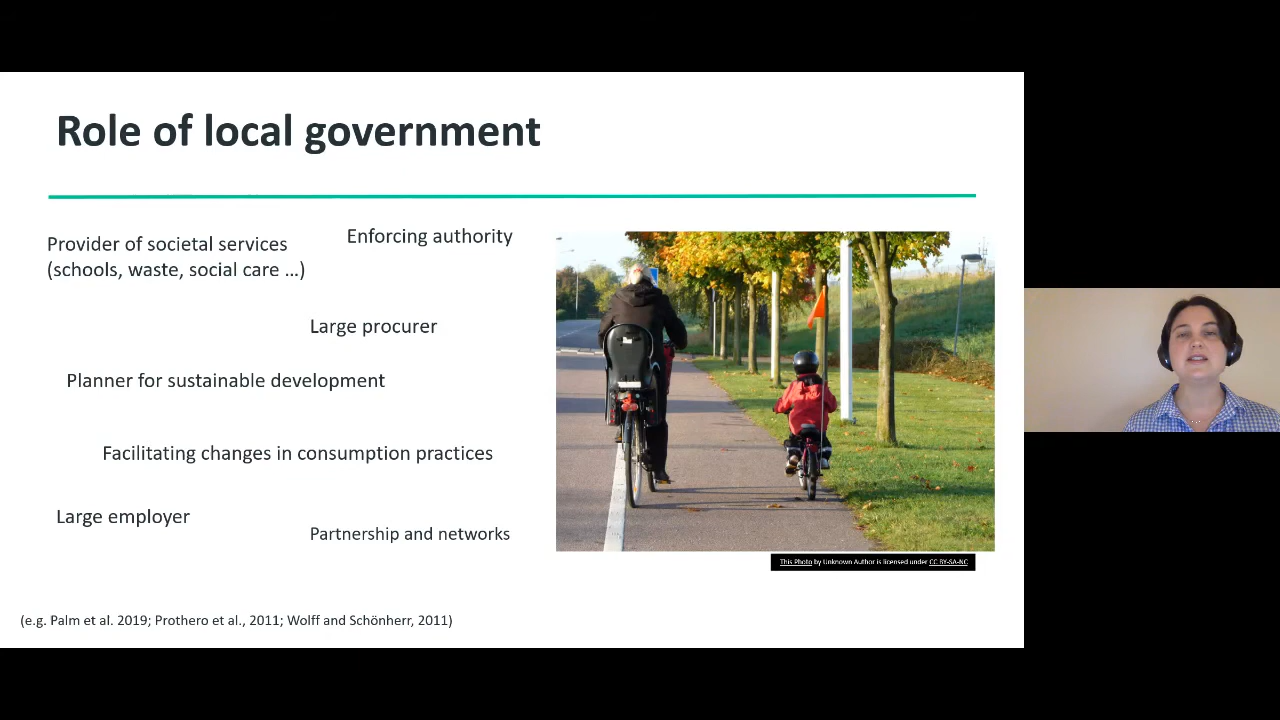 Role of local government
Provider of societal services
(schools, waste, social care ...)
Enforcing authority
Large procurer
Planner for sustainable development
Facilitating changes in consumption practices
Large employer
Partnership and networks
This Photo by Unknown Author is licensed under CC BY-SA-NC
(e.g. Palm et al. 2019; Prothero et al., 2011; Wolff and Schönherr, 2011)